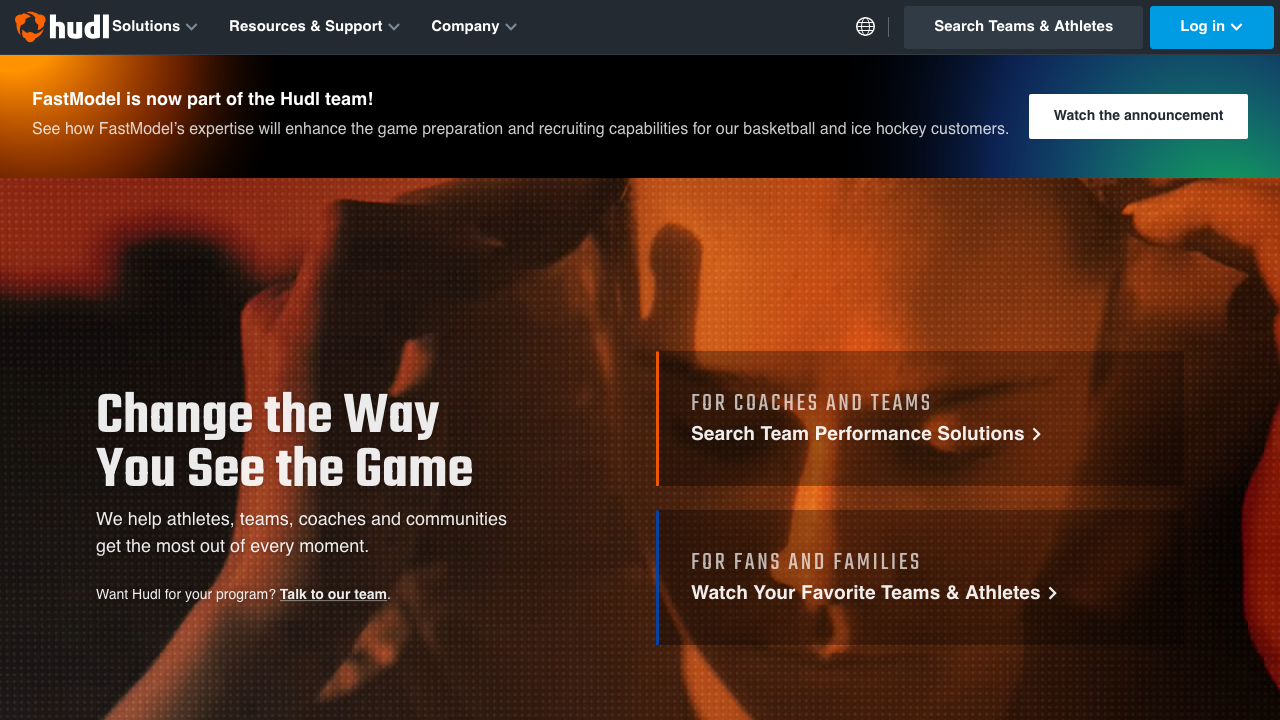 hudl Solutions Resources & Support Company Search Teams & Athletes Log in
FastModel is now part of the Hudl team!
See how FastModel’s expertise will enhance the game preparation and recruiting capabilities for our basketball and ice hockey customers.
Watch the announcement
Change the Way
You See the Game
We help athletes, teams, coaches and communities
get the most out of every moment.
Want Hudl for your program? Talk to our team.
FOR COACHES AND TEAMS
Search Team Performance Solutions
FOR FANS AND FAMILIES
Watch Your Favorite Teams & Athletes